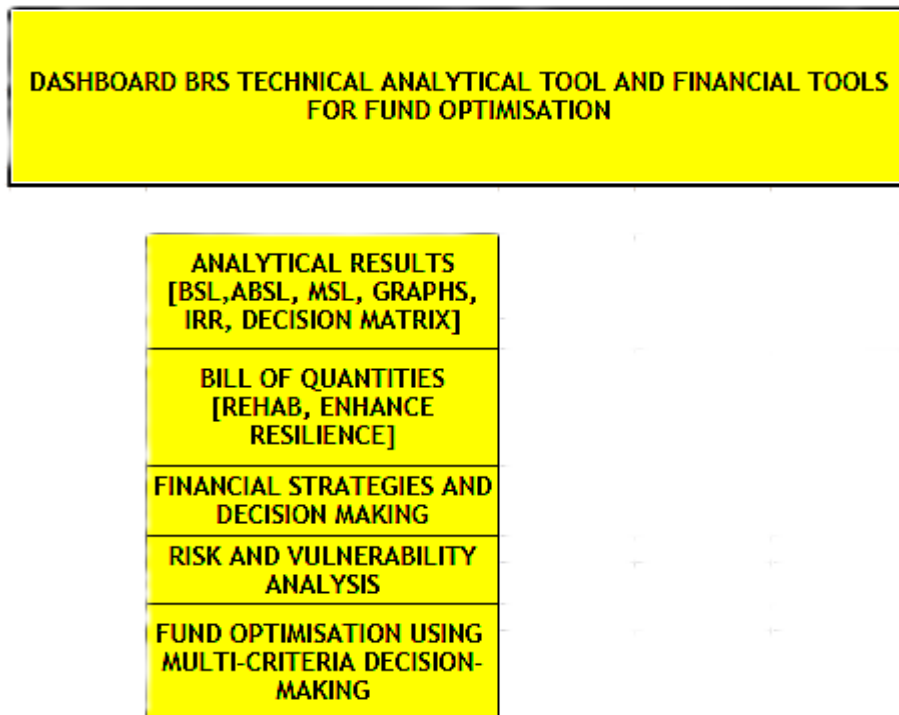 DASHBOARD BRS TECHNICAL ANALYTICAL TOOL AND FINANCIAL TOOLS
FOR FUND OPTIMISATION
ANALYTICAL RESULTS
[BSL,ABSL, MSL, GRAPHS,
IRR, DECISION MATRIX]
BILL OF QUANTITIES
[REHAB, ENHANCE
RESILIENCE]
FINANCIAL STRATEGIES AND
DECISION MAKING
RISK AND VULNERABILITY
ANALYSIS
FUND OPTIMISATION USING
MULTI-CRITERIA DECISION-
MAKING